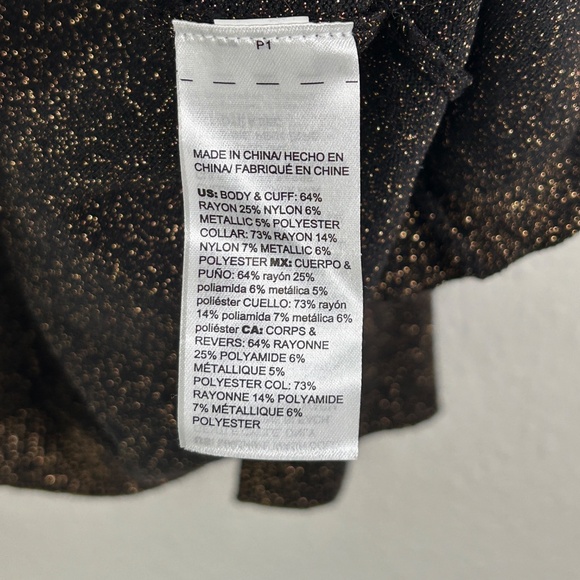 P1
MADE IN CHINA/ HECHO EN
CHINA/ FABRIQUÉ EN CHINE
US: BODY & CUFF: 64%
RAYON 25% NYLON 6%
METALLIC 5% POLYESTER
COLLAR: 73% RAYON 14%
NYLON 7% METALLIC 6%
POLYESTER MX: CUERPO &
PUÑO: 64% rayón 25%
poliamida 6% metálica 5%
poliéster CUELLO: 73% rayón
14% poliamida 7% metálica 6%
poliéster CA: CORPS &
REVERS: 64% RAYONNE
25% POLYAMIDE 6%
MÉTALLIQUE 5%
POLYESTER COL: 73%
RAYONNE 14% POLYAMIDE
7% MÉTALLIQUE 6%
POLYESTER